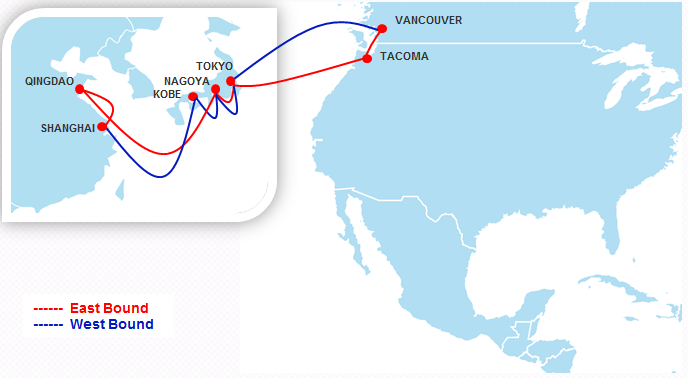 VANCOUVER
TACOMA
TOKYO
QINGDAO
NAGOYA
KOBE
SHANGHAI
------ East Bound
------ West Bound